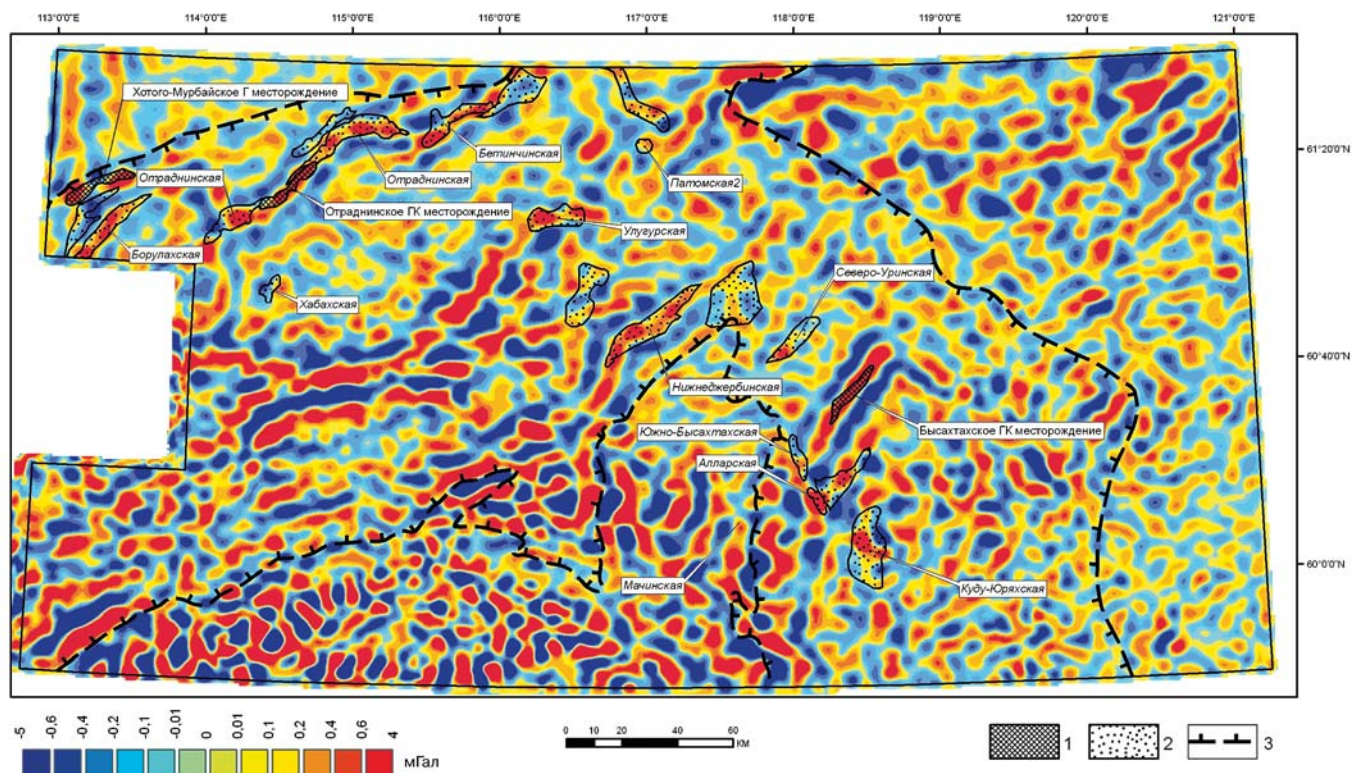 113°0'0"E 114°0'0"E 115°0'0"E 116°0'0"E 117°0'0"E 118°0'0"E 119°0'0"E 120°0'0"E 121°0'0"E
Хотого-Мурбайское Г месторождение
Бетинчинская
61°20'0"N
Отраднинская
Отраднинская
Патомская2
Отраднинское ГК месторождение
Улугурская
Борулахская
Северо-Уринская
Хабахская
60°40'0"N
Нижнеджербинская
Бысахтахское ГК месторождение
Южно-Бысахтахская
Алларская
60°0'0"N
Мачинская
Куду-Юряхская
-5 -0.6 -0.4 -0.2 -0.1 -0.01 0 0.01 0.1 0.2 0.4 0.6 4
мГал
0 10 20 40 60
км
1 2 3